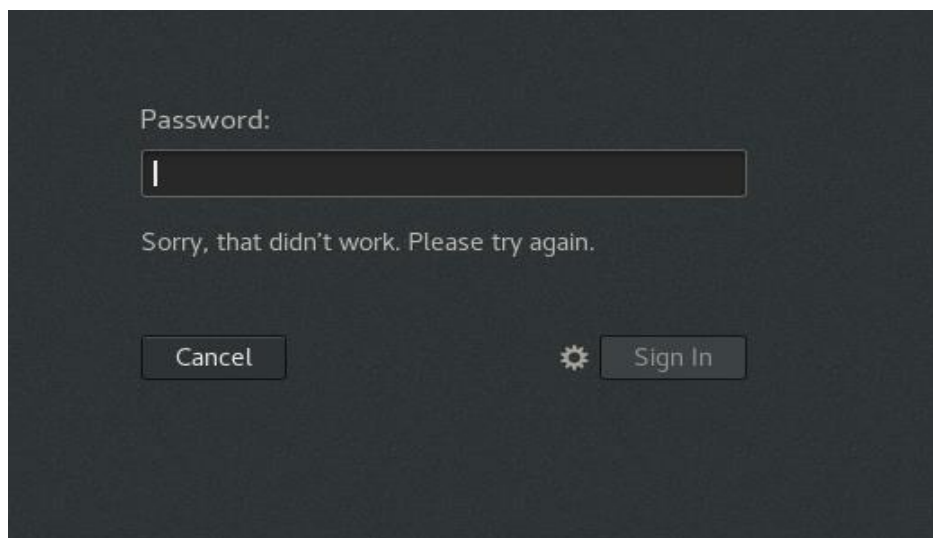 Password:
Sorry, that didn't work. Please try again.
Cancel
Sign In